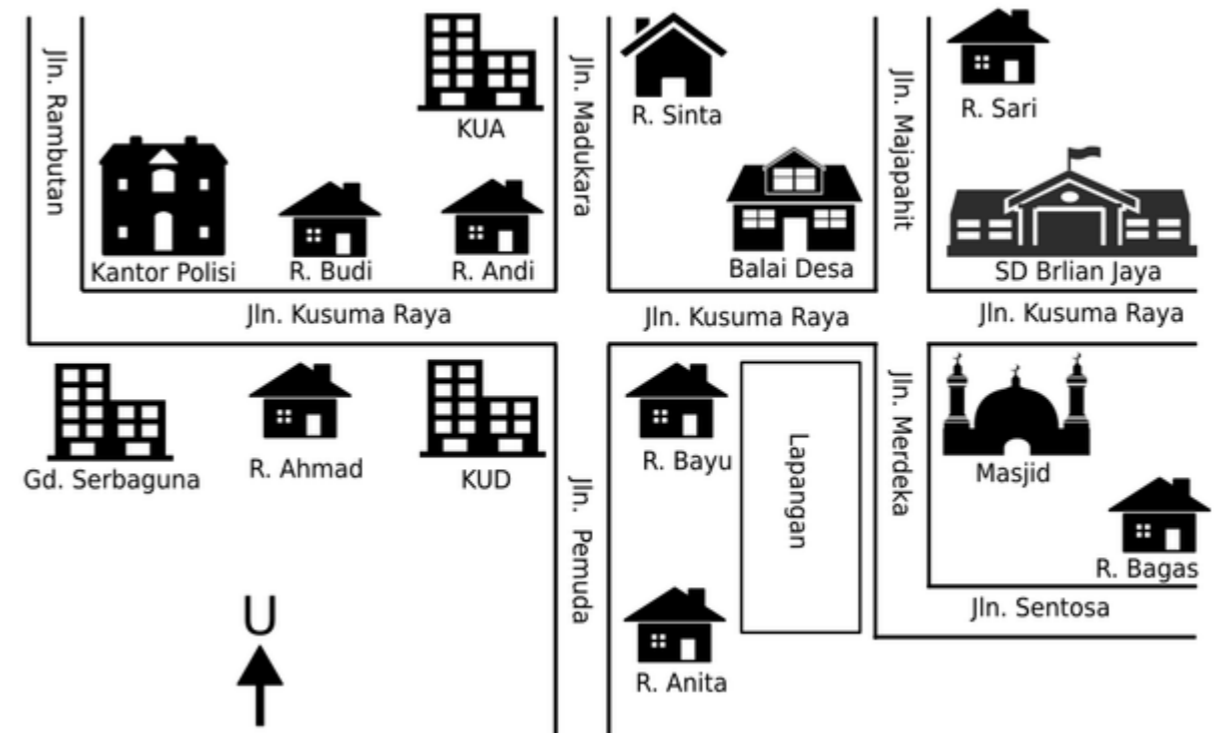 Jln. Rambutan
KUA
Jln. Madukara
R. Sinta
Jln. Majapahit
R. Sari
Kantor Polisi
R. Budi
R. Andi
Balai Desa
SD Brlian Jaya
Jln. Kusuma Raya
Jln. Kusuma Raya
Jln. Kusuma Raya
Gd. Serbaguna
R. Ahmad
KUD
Jln. Pemuda
R. Bayu
Lapangan
Jln. Merdeka
Masjid
R. Bagas
Jln. Sentosa
U
R. Anita